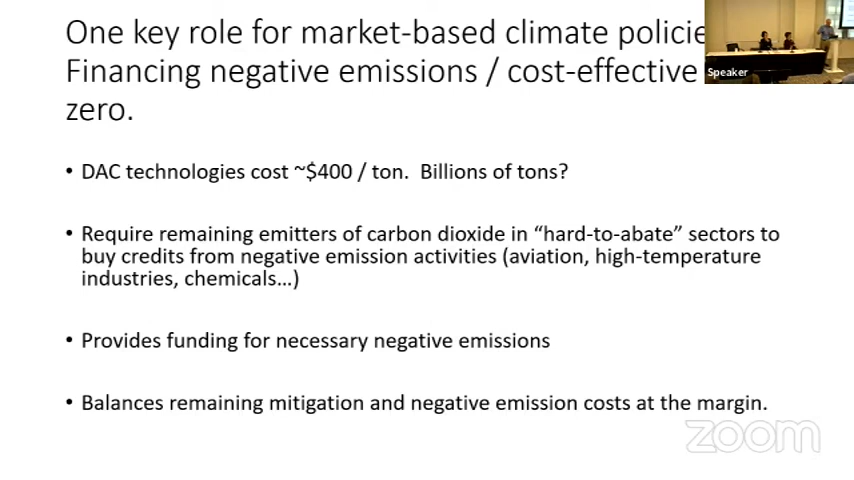 One key role for market-based climate policie
Financing negative emissions / cost-effective
zero.
• DAC technologies cost ~$400 / ton.  Billions of tons?
• Require remaining emitters of carbon dioxide in “hard-to-abate” sectors to
buy credits from negative emission activities (aviation, high-temperature
industries, chemicals…)
• Provides funding for necessary negative emissions
• Balances remaining mitigation and negative emission costs at the margin.
Speaker
zoom